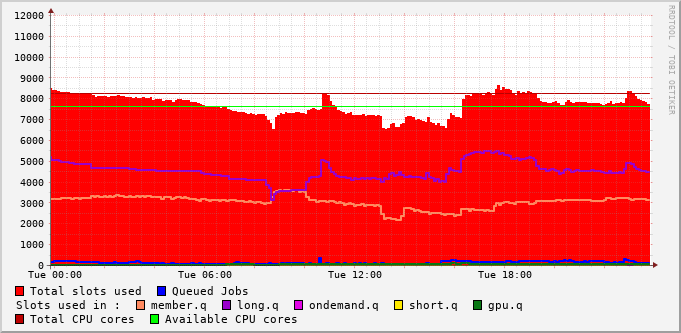 RRDTOOL / TOBI OETIKER
12000
11000
10000
9000
8000
7000
6000
5000
4000
3000
2000
1000
0
Tue 00:00 Tue 06:00 Tue 12:00 Tue 18:00
Total slots used Queued Jobs
Slots used in : member.q long.q ondemand.q short.q gpu.q
Total CPU cores Available CPU cores